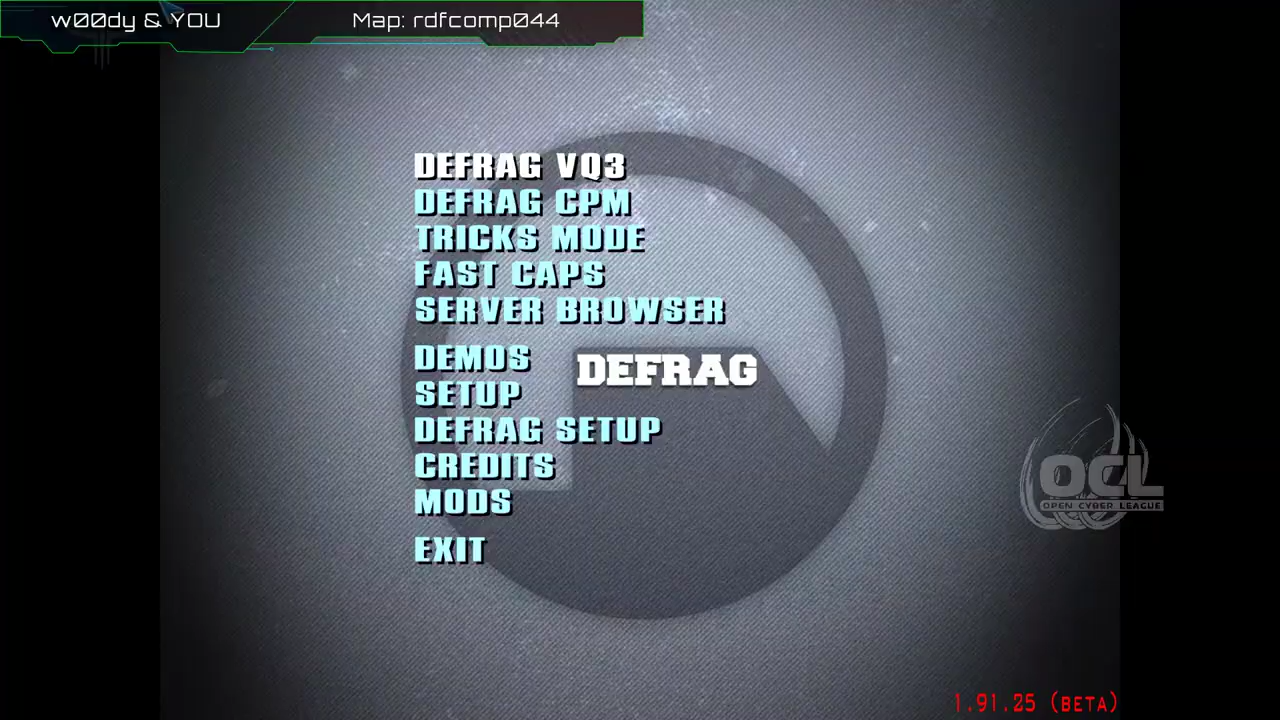 w00dy & YOU
Map: rdfcomp044
DEFRAG VQ3
DEFRAG CPM
TRICKS MODE
FAST CAPS
SERVER BROWSER
DEMOS
DEFRAG
SETUP
DEFRAG SETUP
CREDITS
MODS
EXIT
OCL
OPEN CYBER LEAGUE
1.91.25 (BETA)